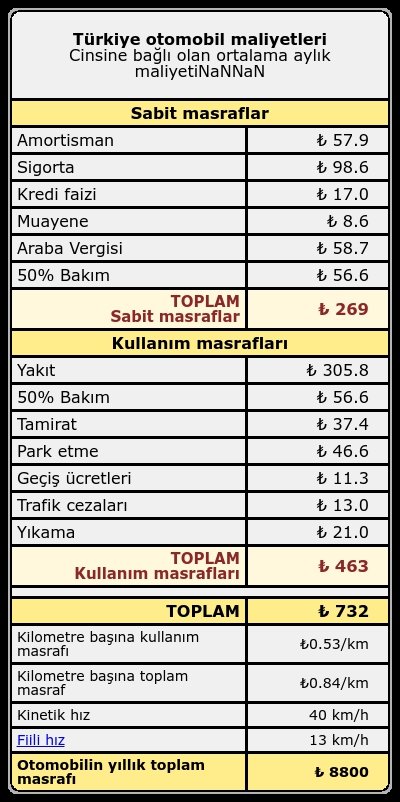 Türkiye otomobil maliyetleri
Cinsine bağlı olan ortalama aylık
maliyetiNaNNaN
Sabit masraflar
Amortisman ₺ 57.9
Sigorta ₺ 98.6
Kredi faizi ₺ 17.0
Muayene ₺ 8.6
Araba Vergisi ₺ 58.7
50% Bakım ₺ 56.6
TOPLAM
Sabit masraflar ₺ 269
Kullanım masrafları
Yakıt ₺ 305.8
50% Bakım ₺ 56.6
Tamirat ₺ 37.4
Park etme ₺ 46.6
Geçiş ücretleri ₺ 11.3
Trafik cezaları ₺ 13.0
Yıkama ₺ 21.0
TOPLAM
Kullanım masrafları ₺ 463
TOPLAM ₺ 732
Kilometre başına kullanım
masrafı ₺0.53/km
Kilometre başına toplam
masraf ₺0.84/km
Kinetik hız 40 km/h
Fiili hız 13 km/h
Otomobilin yıllık toplam
masrafı ₺ 8800